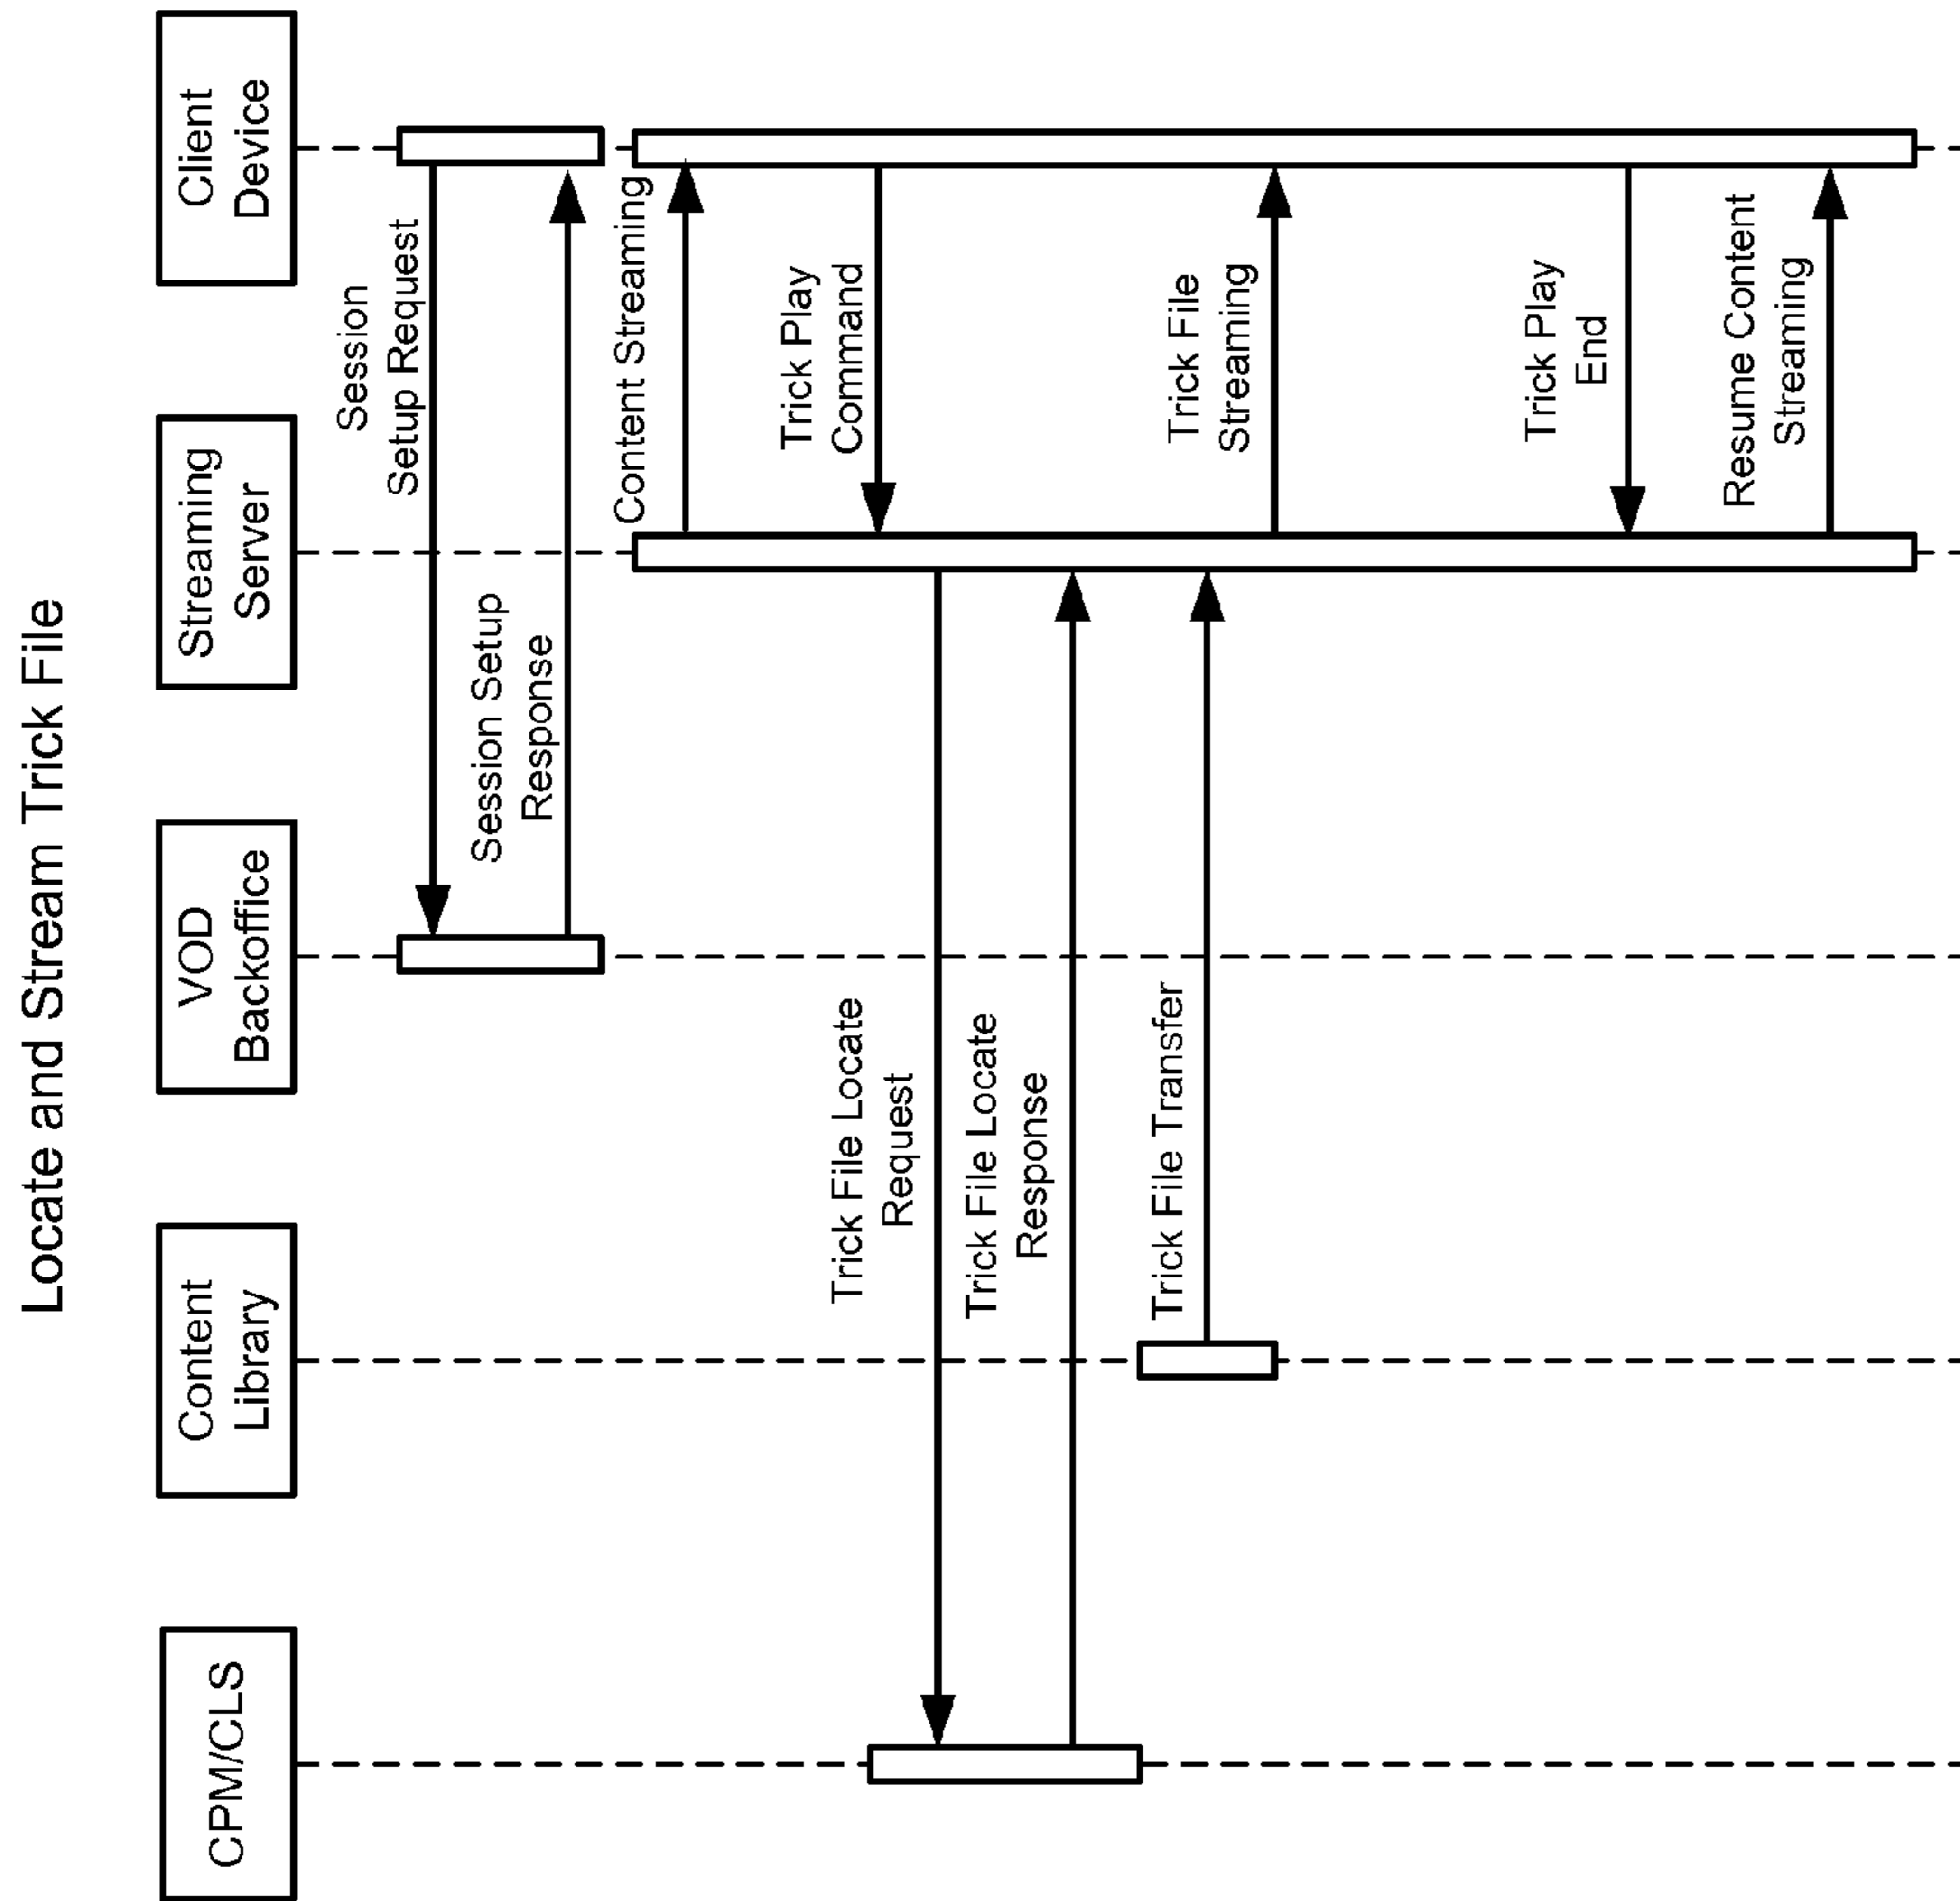 Locate and Stream Trick File
CPM/CLS
Content
Library
VOD
Backoffice
Streaming
Server
Client
Device
Session
Setup Request
Session Setup
Response
Content Streaming
Trick Play
Command
Trick File Locate
Request
Trick File Locate
Response
Trick File Transfer
Trick File
Streaming
Trick Play
End
Resume Content
Streaming